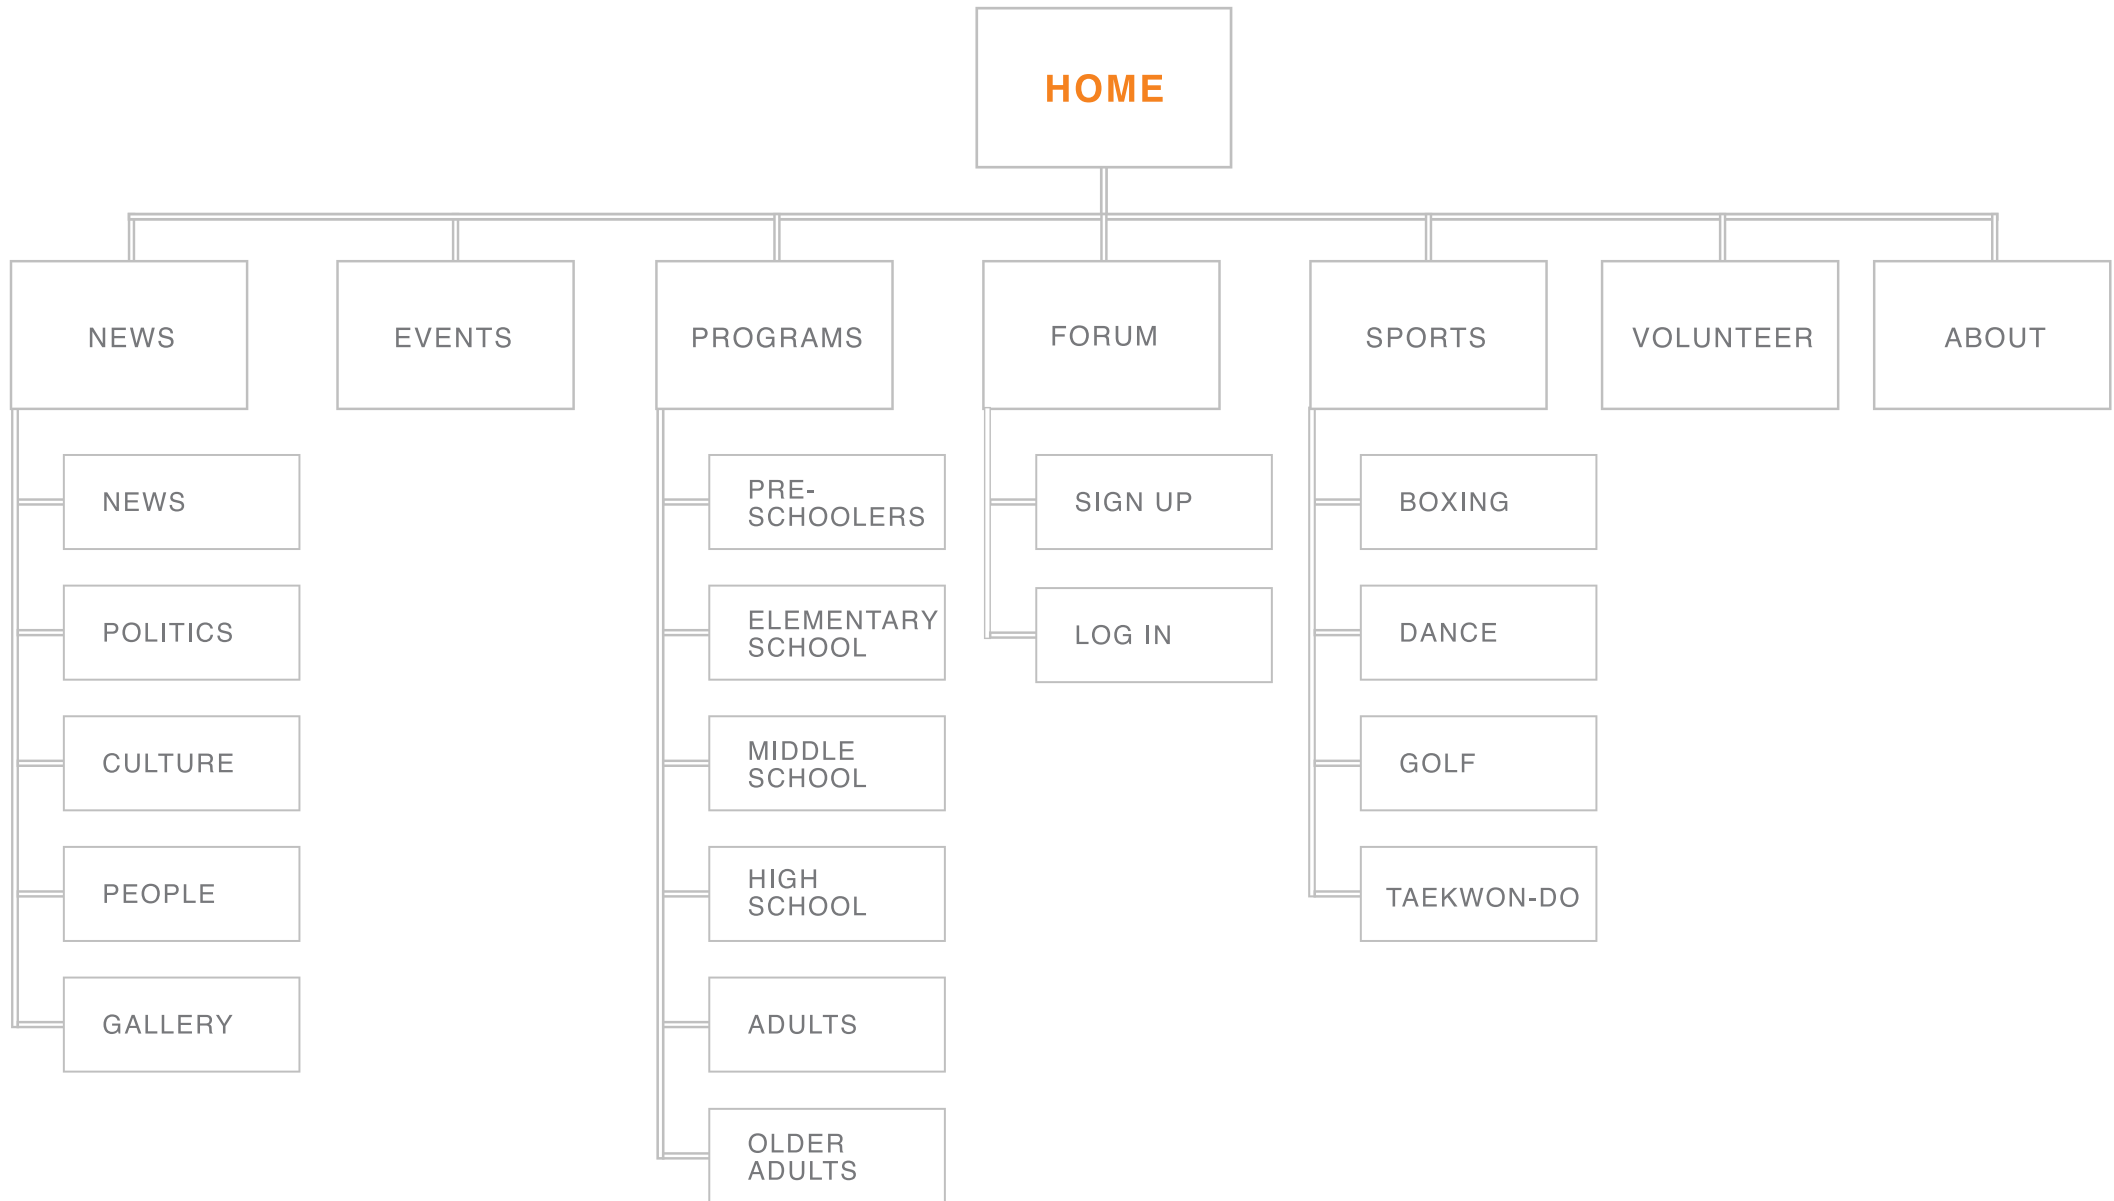 HOME
NEWS
EVENTS
PROGRAMS
FORUM
SPORTS
VOLUNTEER
ABOUT
NEWS
POLITICS
CULTURE
PEOPLE
GALLERY
PRE-
SCHOOLERS
ELEMENTARY
SCHOOL
MIDDLE
SCHOOL
HIGH
SCHOOL
ADULTS
OLDER
ADULTS
SIGN UP
LOG IN
BOXING
DANCE
GOLF
TAEKWON-DO